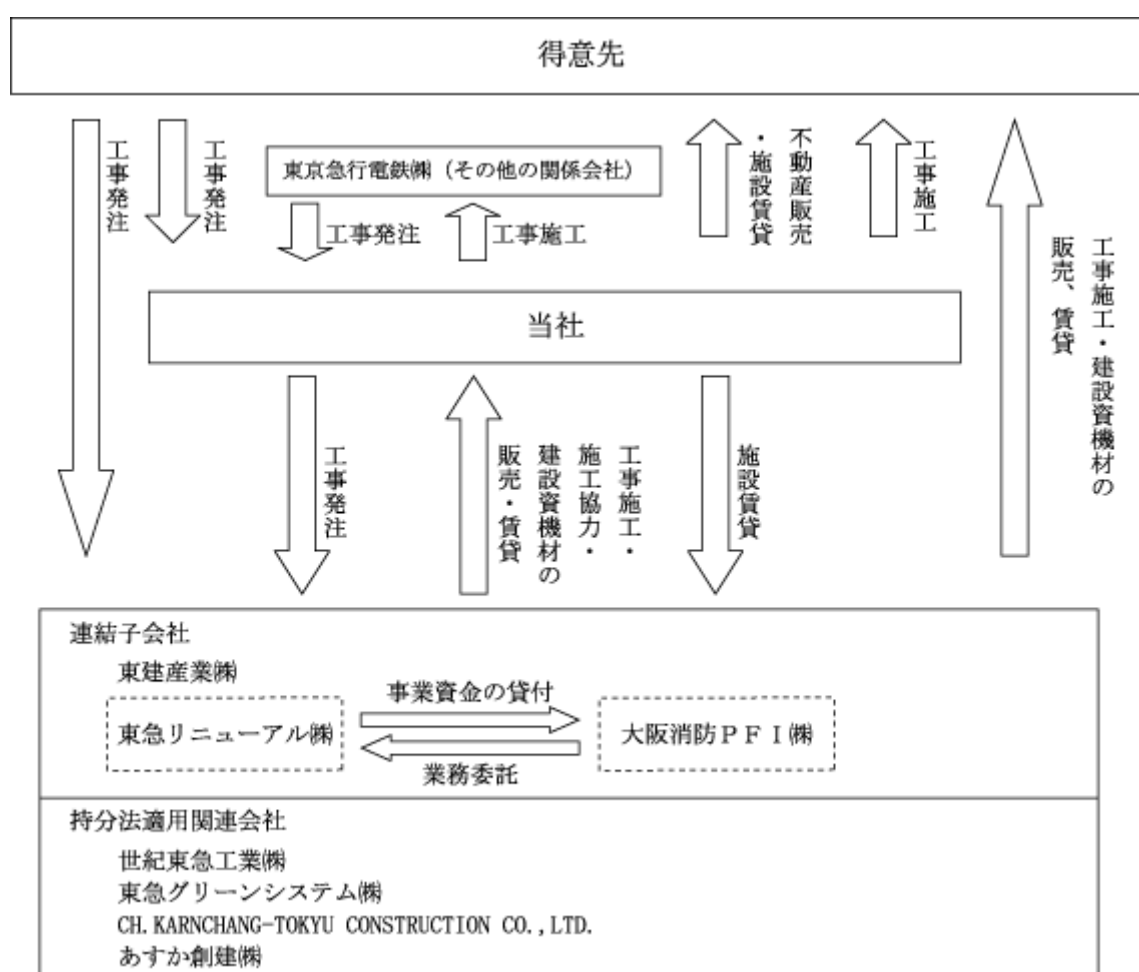 得意先
工事発注
工事発注
東京急行電鉄㈱（その他の関係会社）
工事発注
工事施工
不動産販売
・施設賃貸
工事施工
工事施工・建設資機材の
販売、賃貸
当社
工事発注
工事施工・
施工協力・
建設資機材の
販売・賃貸
施設賃貸
連結子会社
東建産業㈱
東急リニューアル㈱
事業資金の貸付
業務委託
大阪消防ＰＦＩ㈱
持分法適用関連会社
世紀東急工業㈱
東急グリーンシステム㈱
CH.KARNCHANG-TOKYU CONSTRUCTION CO.,LTD.
あすか創建㈱